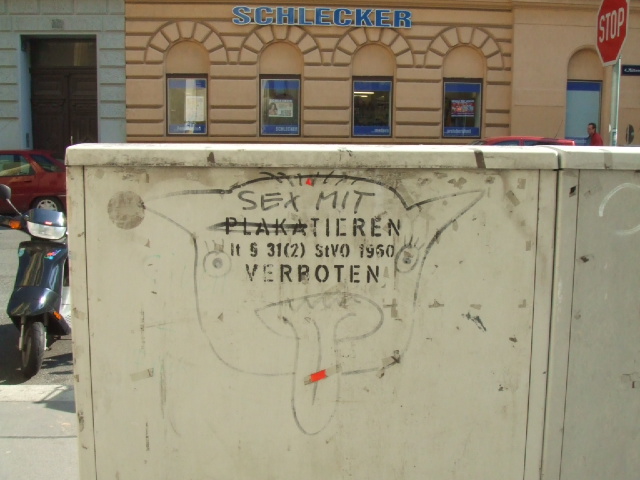 SCHLECKER
STOP
SEX MIT
PLAKATIEREN
lt § 31(2) StVO 1960
VERBOTEN